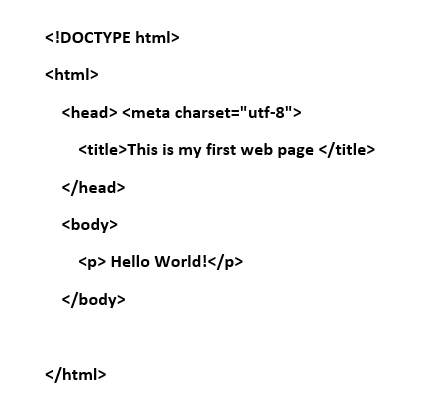 <!DOCTYPE html>
<html>
<head> <meta charset="utf-8">
<title>This is my first web page </title>
</head>
<body>
<p> Hello World!</p>
</body>
</html>